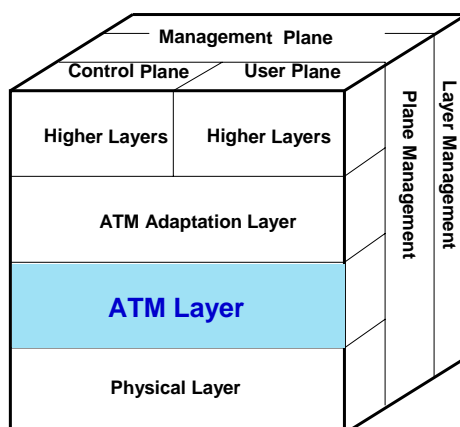 Management Plane
Control Plane
User Plane
Higher Layers
Higher Layers
ATM Adaptation Layer
ATM Layer
Physical Layer
Plane Management
Layer Management